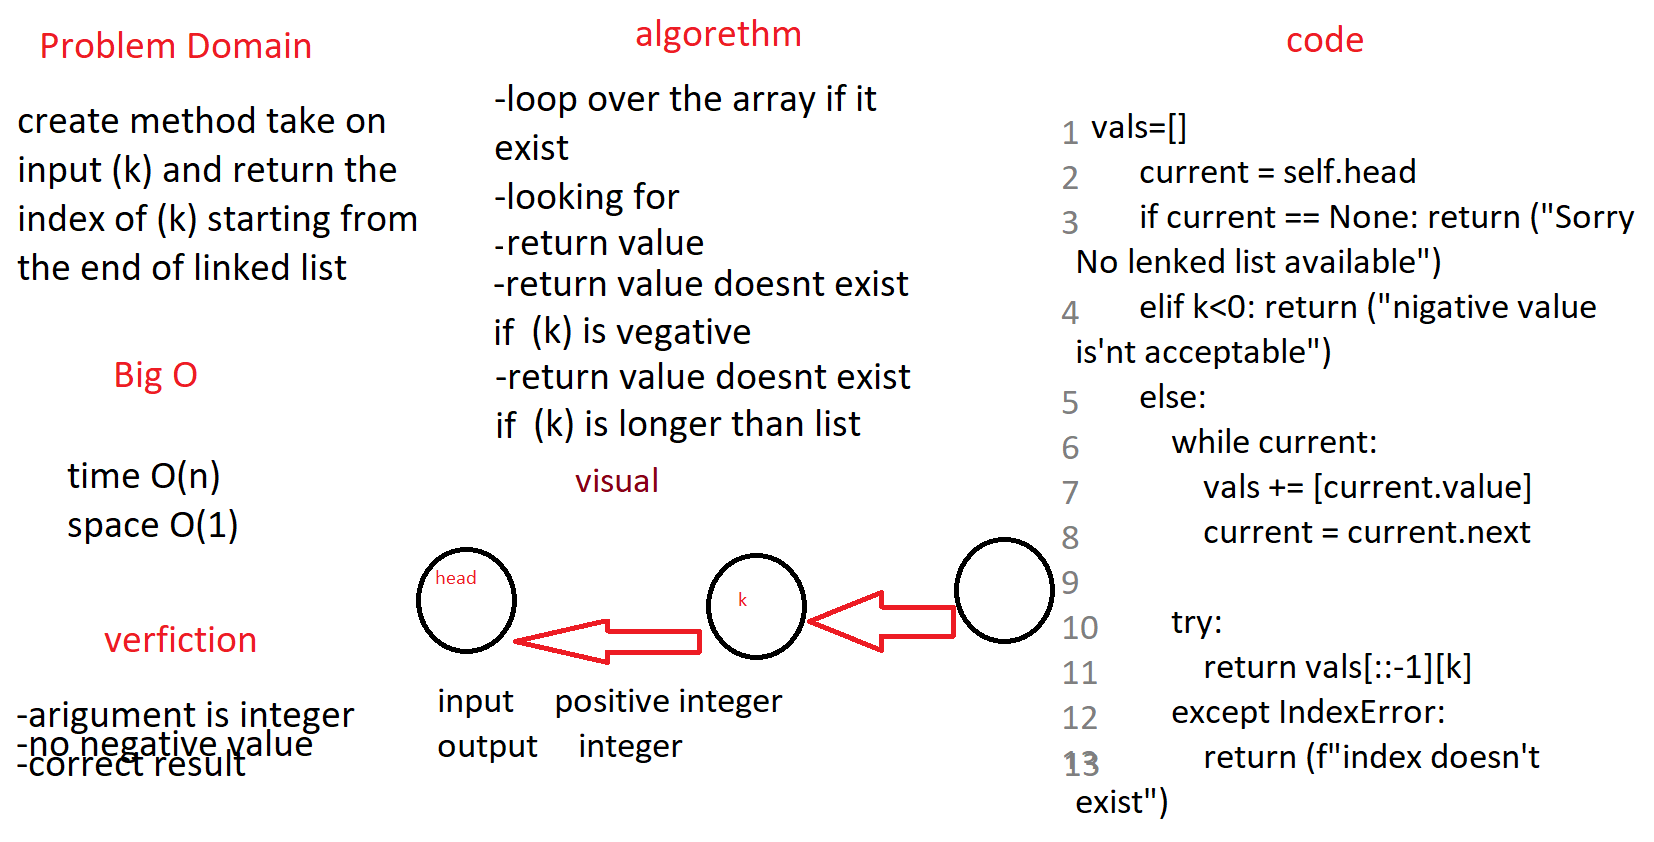 Problem Domain
create method take on
input (k) and return the
index of (k) starting from
the end of linked list
Big O
time O(n)
space O(1)
verfiction
-arigument is integer
-no negative value
-correct result
algorethm
-loop over the array if it
exist
-looking for
-return value
-return value doesnt exist
if (k) is vegative
-return value doesnt exist
if (k) is longer than list
visual
head
k
input positive integer
output integer
code
1 vals=[]
2 current = self.head
3 if current == None: return ("Sorry
No lenked list available")
4 elif k<0: return ("nigative value
is'nt acceptable")
5 else:
6 while current:
7 vals += [current.value]
8 current = current.next
9
10 try:
11 return vals[::-1][k]
12 except IndexError:
13 return (f"index doesn't
exist")